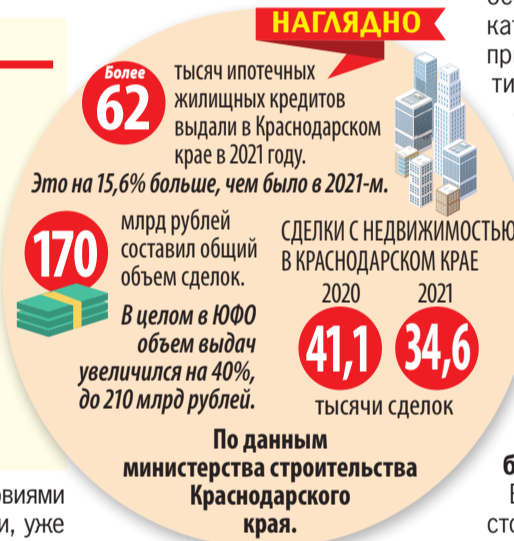 НАГЛЯДНО
Более
62
тысяч ипотечных
жилищных кредитов
выдали в Краснодарском
крае в 2021 году.
Это на 15,6% больше, чем было в 2021-м.
170
млрд рублей
составил общий
объем сделок.
В целом в ЮФО
объем выдач
увеличился на 40%,
до 210 млрд рублей.
СДЕЛКИ С НЕДВИЖИМОСТЬЮ
В КРАСНОДАРСКОМ КРАЕ
2020 2021
41,1 34,6
тысячи сделок
По данным
министерства строительства
Краснодарского
края.
и, уже